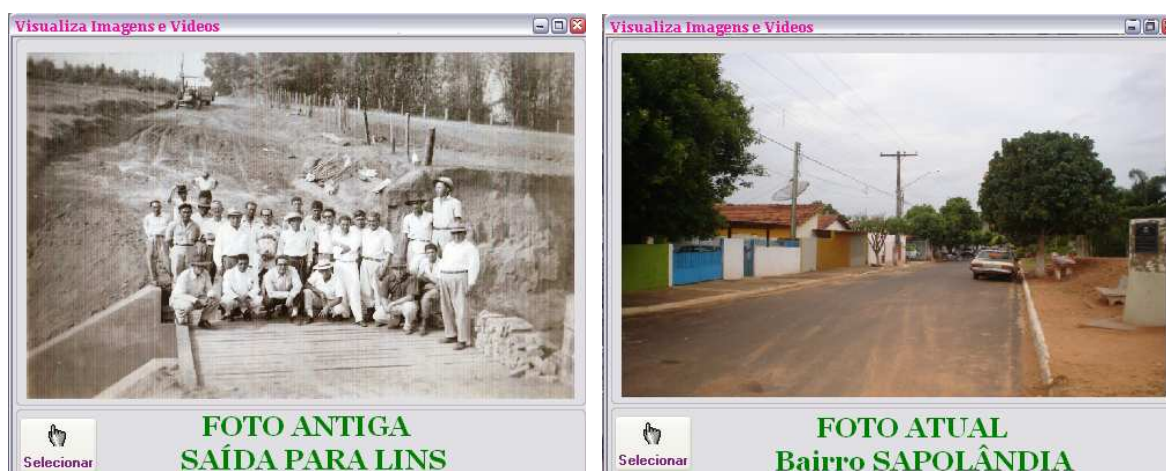 Visualiza Imagens e Videos
FOTO ANTIGA
SAÍDA PARA LINS
Selecionar
Visualiza Imagens e Videos
FOTO ATUAL
Bairro SAPOLÂNDIA
Selecionar